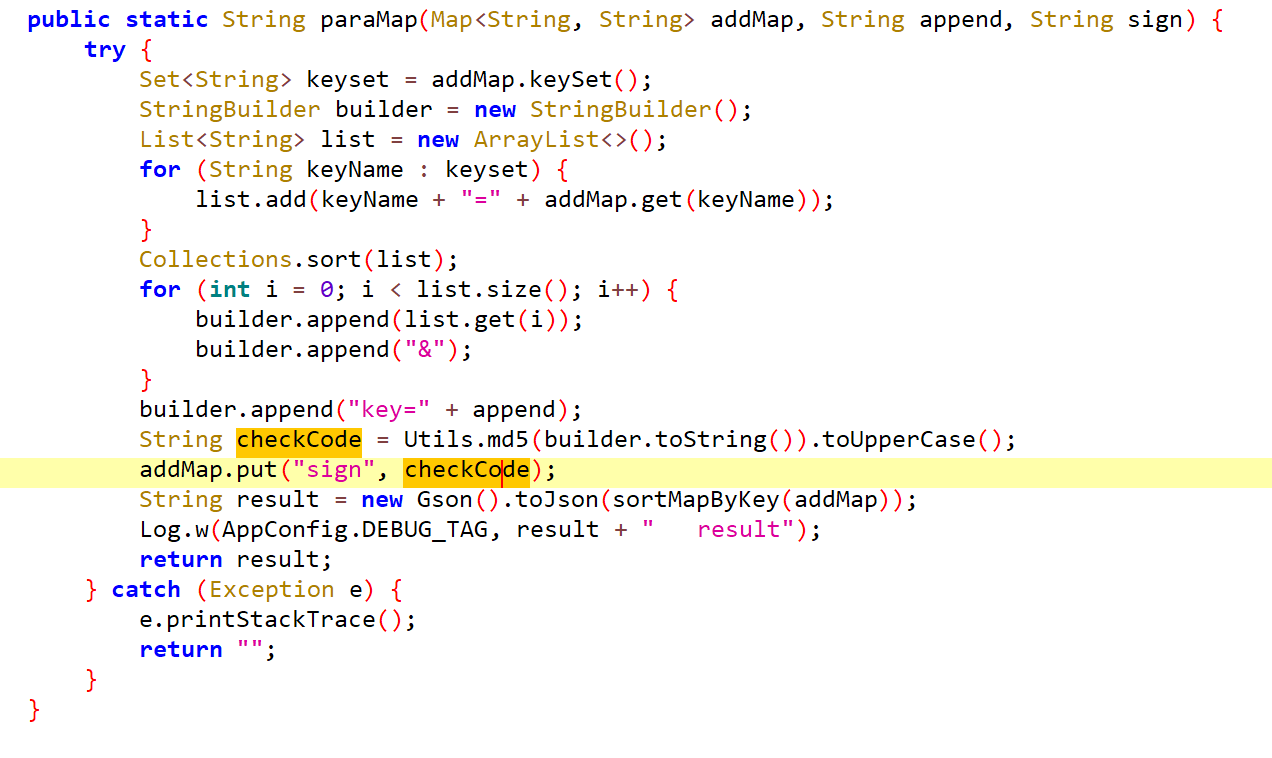 public static String paraMap(Map<String, String> addMap, String append, String sign) {
    try {
        Set<String> keyset = addMap.keySet();
        StringBuilder builder = new StringBuilder();
        List<String> list = new ArrayList<>();
        for (String keyName : keyset) {
            list.add(keyName + "=" + addMap.get(keyName));
        }
        Collections.sort(list);
        for (int i = 0; i < list.size(); i++) {
            builder.append(list.get(i));
            builder.append("&");
        }
        builder.append("key=" + append);
        String checkCode = Utils.md5(builder.toString()).toUpperCase();
        addMap.put("sign", checkCode);
        String result = new Gson().toJson(sortMapByKey(addMap));
        Log.w(AppConfig.DEBUG_TAG, result + "   result");
        return result;
    } catch (Exception e) {
        e.printStackTrace();
        return "";
    }
}